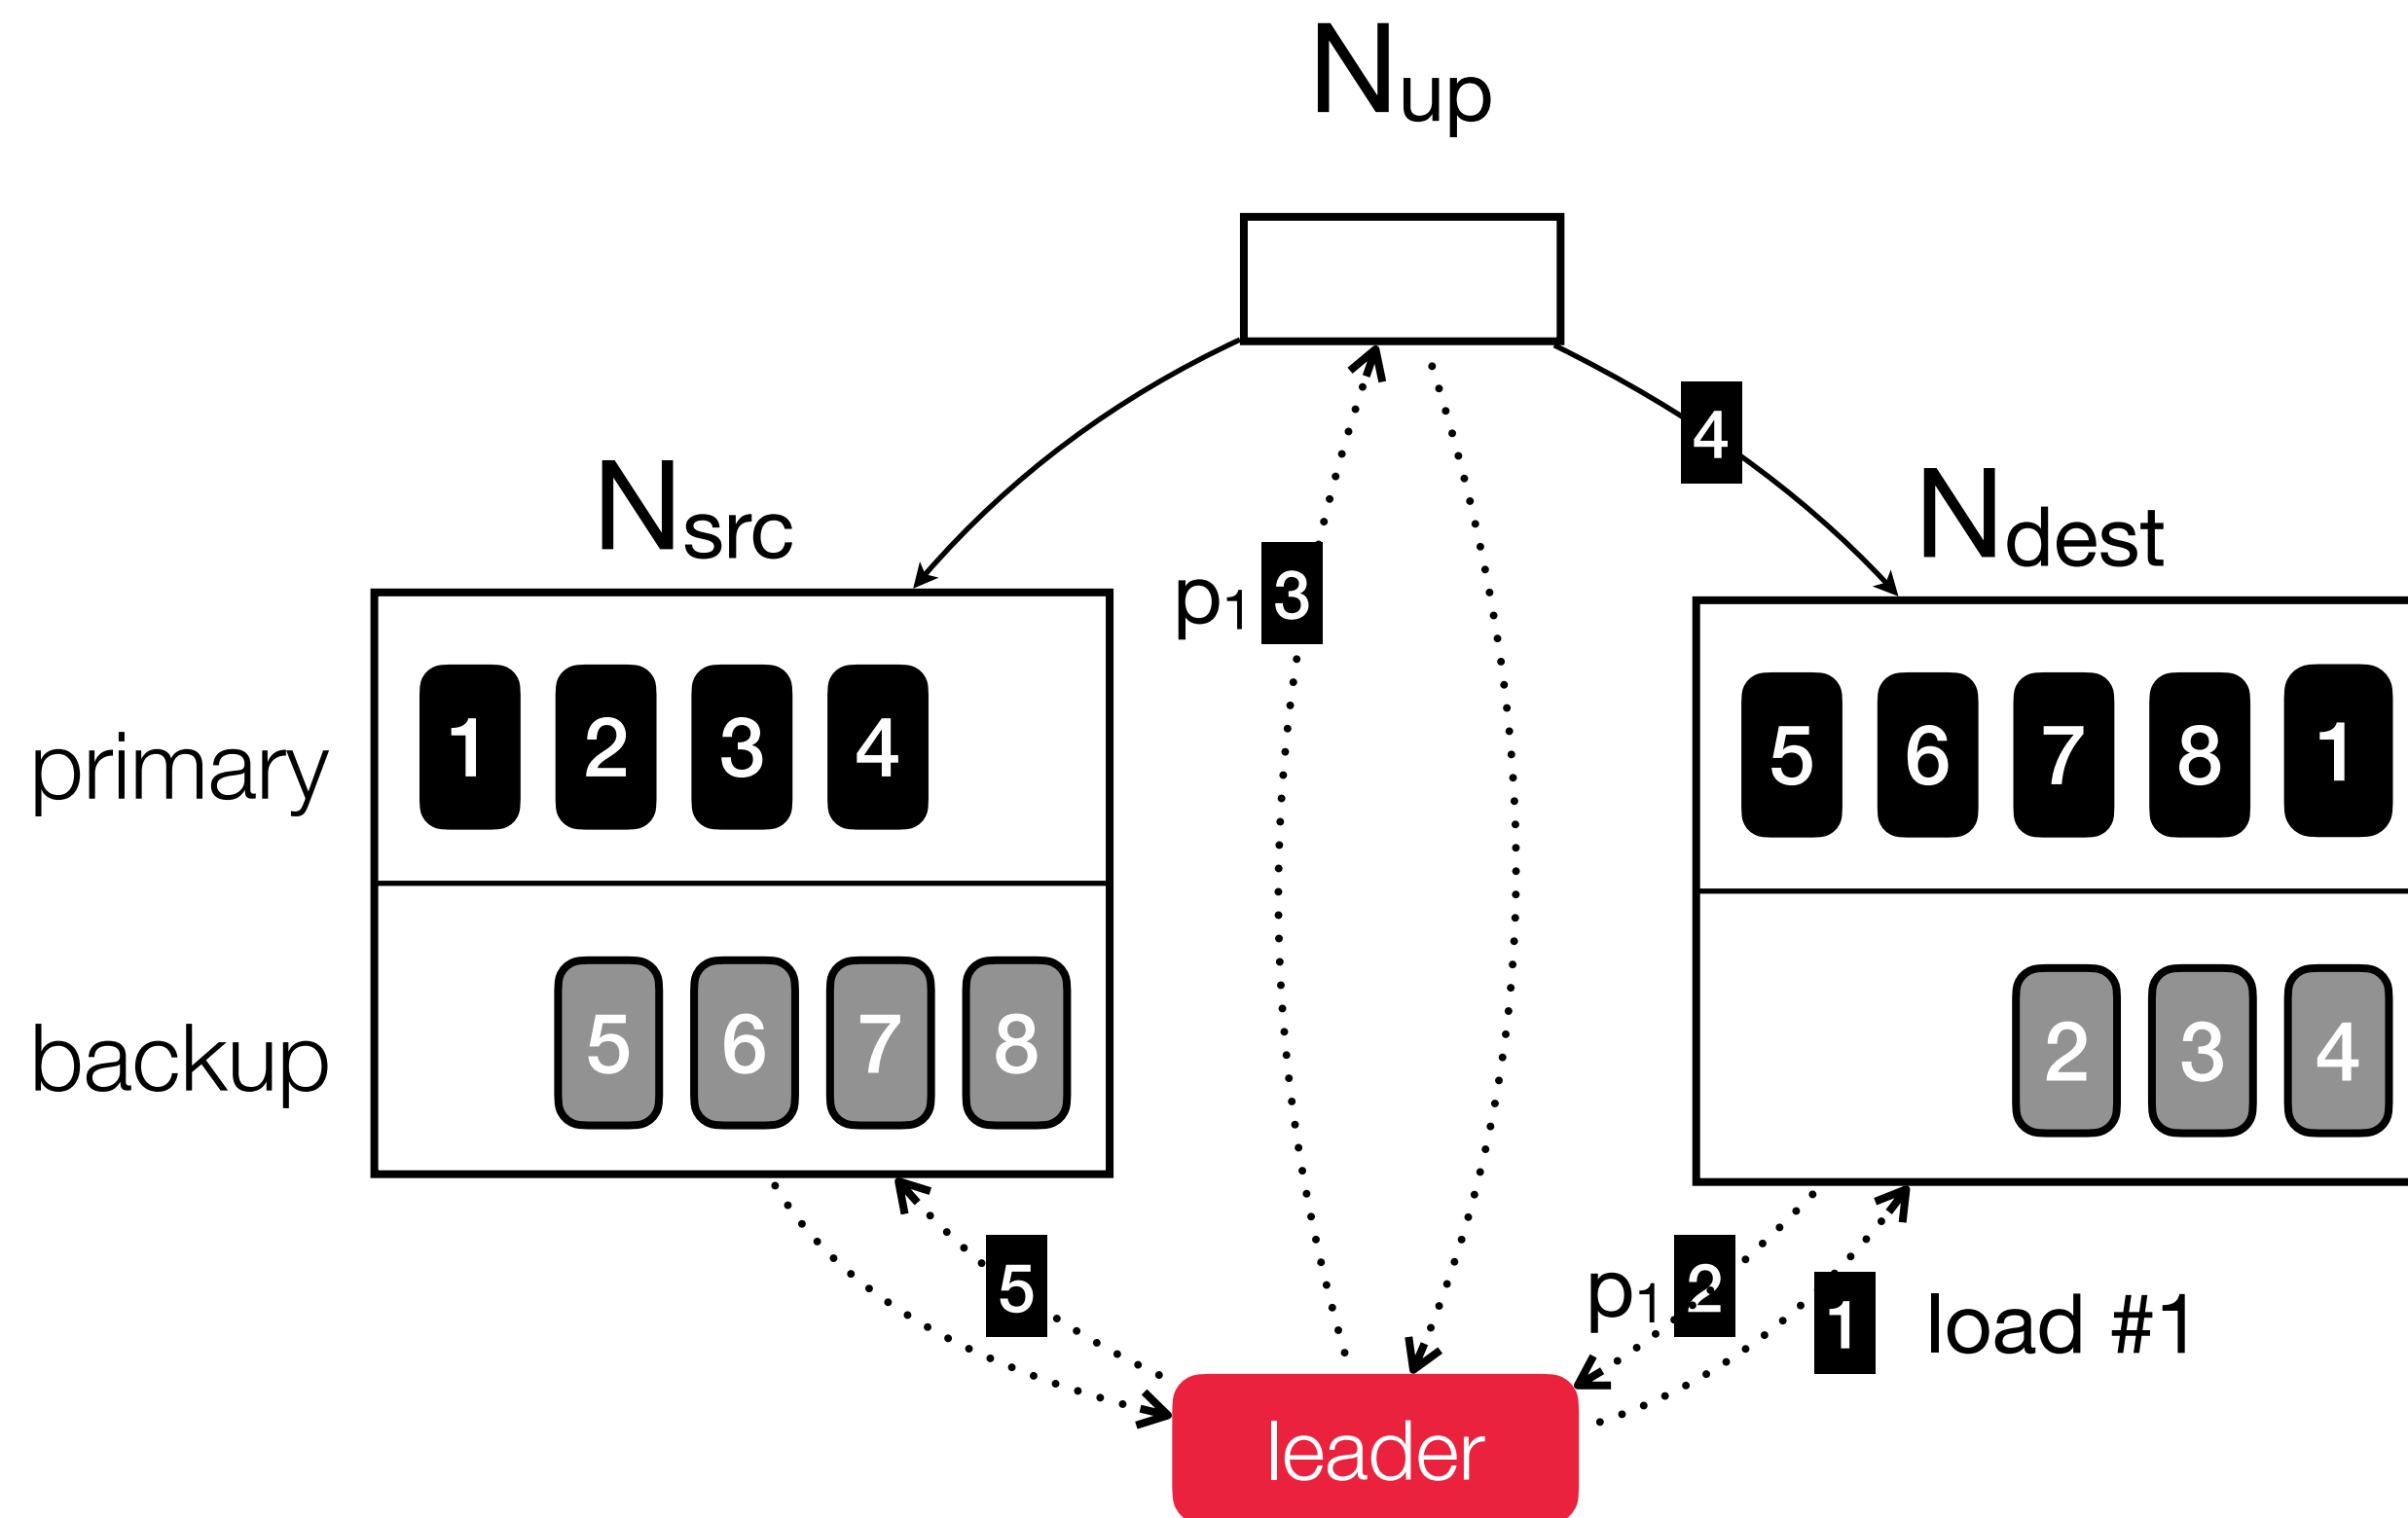 Nup
4
Nsrc
Ndest
p1 3
primary
1 2 3 4
5 6 7 8 1
backup
5 6 7 8
2 3 4
5
p1 2
1 load #1
leader